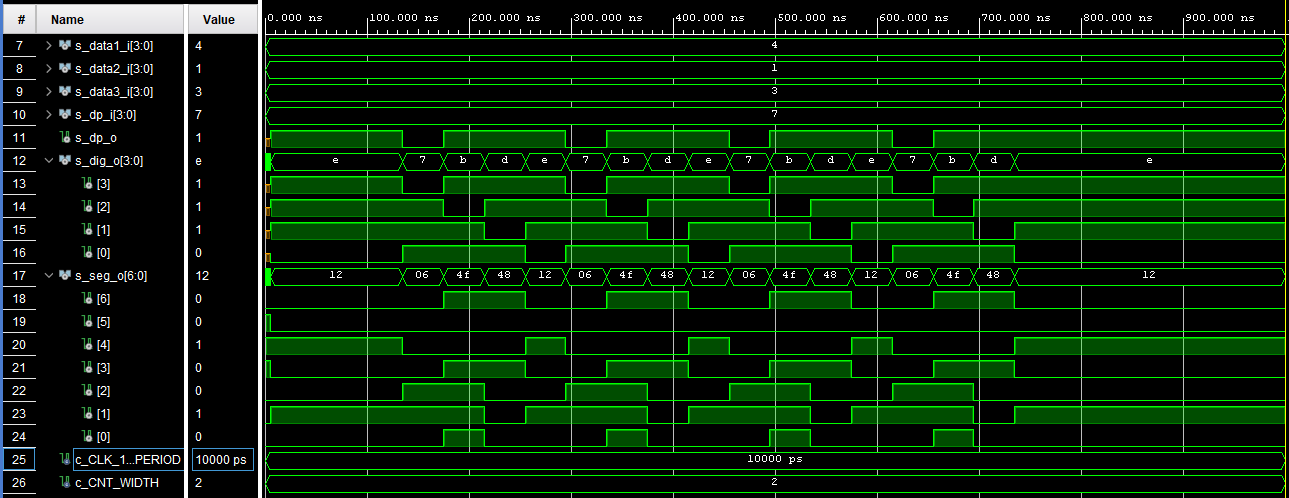 # Name Value 0.000 ns 100.000 ns 200.000 ns 300.000 ns 400.000 ns 500.000 ns 600.000 ns 700.000 ns 800.000 ns 900.000 ns
7 s_data1_i[3:0] 4 4
8 s_data2_i[3:0] 1 1
9 s_data3_i[3:0] 3 3
10 s_dp_i[3:0] 7 7
11 s_dp_o 1
12 s_dig_o[3:0] e e 7 b d e 7 b d e 7 b d e 7 b d e
13 [3] 1
14 [2] 1
15 [1] 1
16 [0] 0
17 s_seg_o[6:0] 12 12 06 4f 48 12 06 4f 48 12 06 4f 48 12 06 4f 48 12
18 [6] 0
19 [5] 0
20 [4] 1
21 [3] 0
22 [2] 0
23 [1] 1
24 [0] 0
25 c_CLK_1...PERIOD 10000 ps 10000 ps
26 c_CNT_WIDTH 2 2